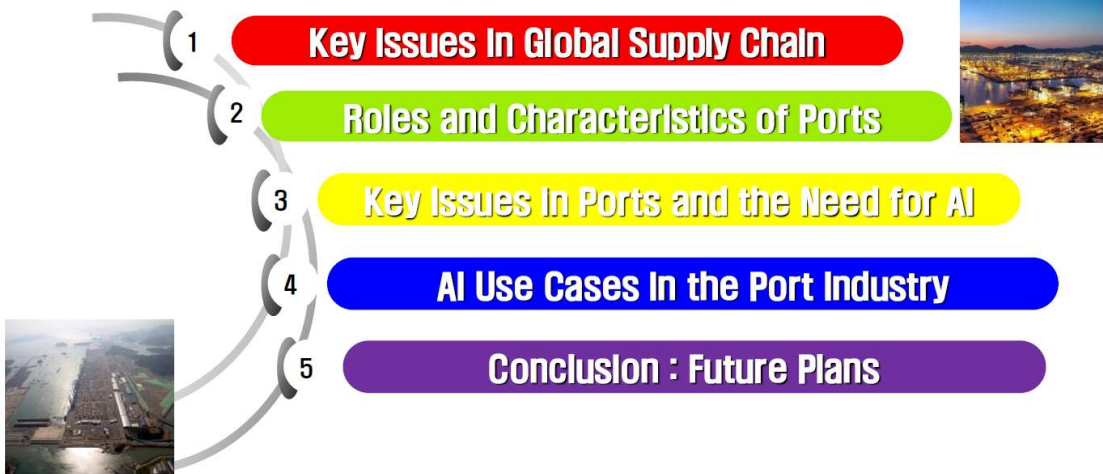 1 Key Issues in Global Supply Chain
2 Roles and Characteristics of Ports
3 Key Issues in Ports and the Need for AI
4 AI Use Cases in the Port Industry
5 Conclusion : Future Plans